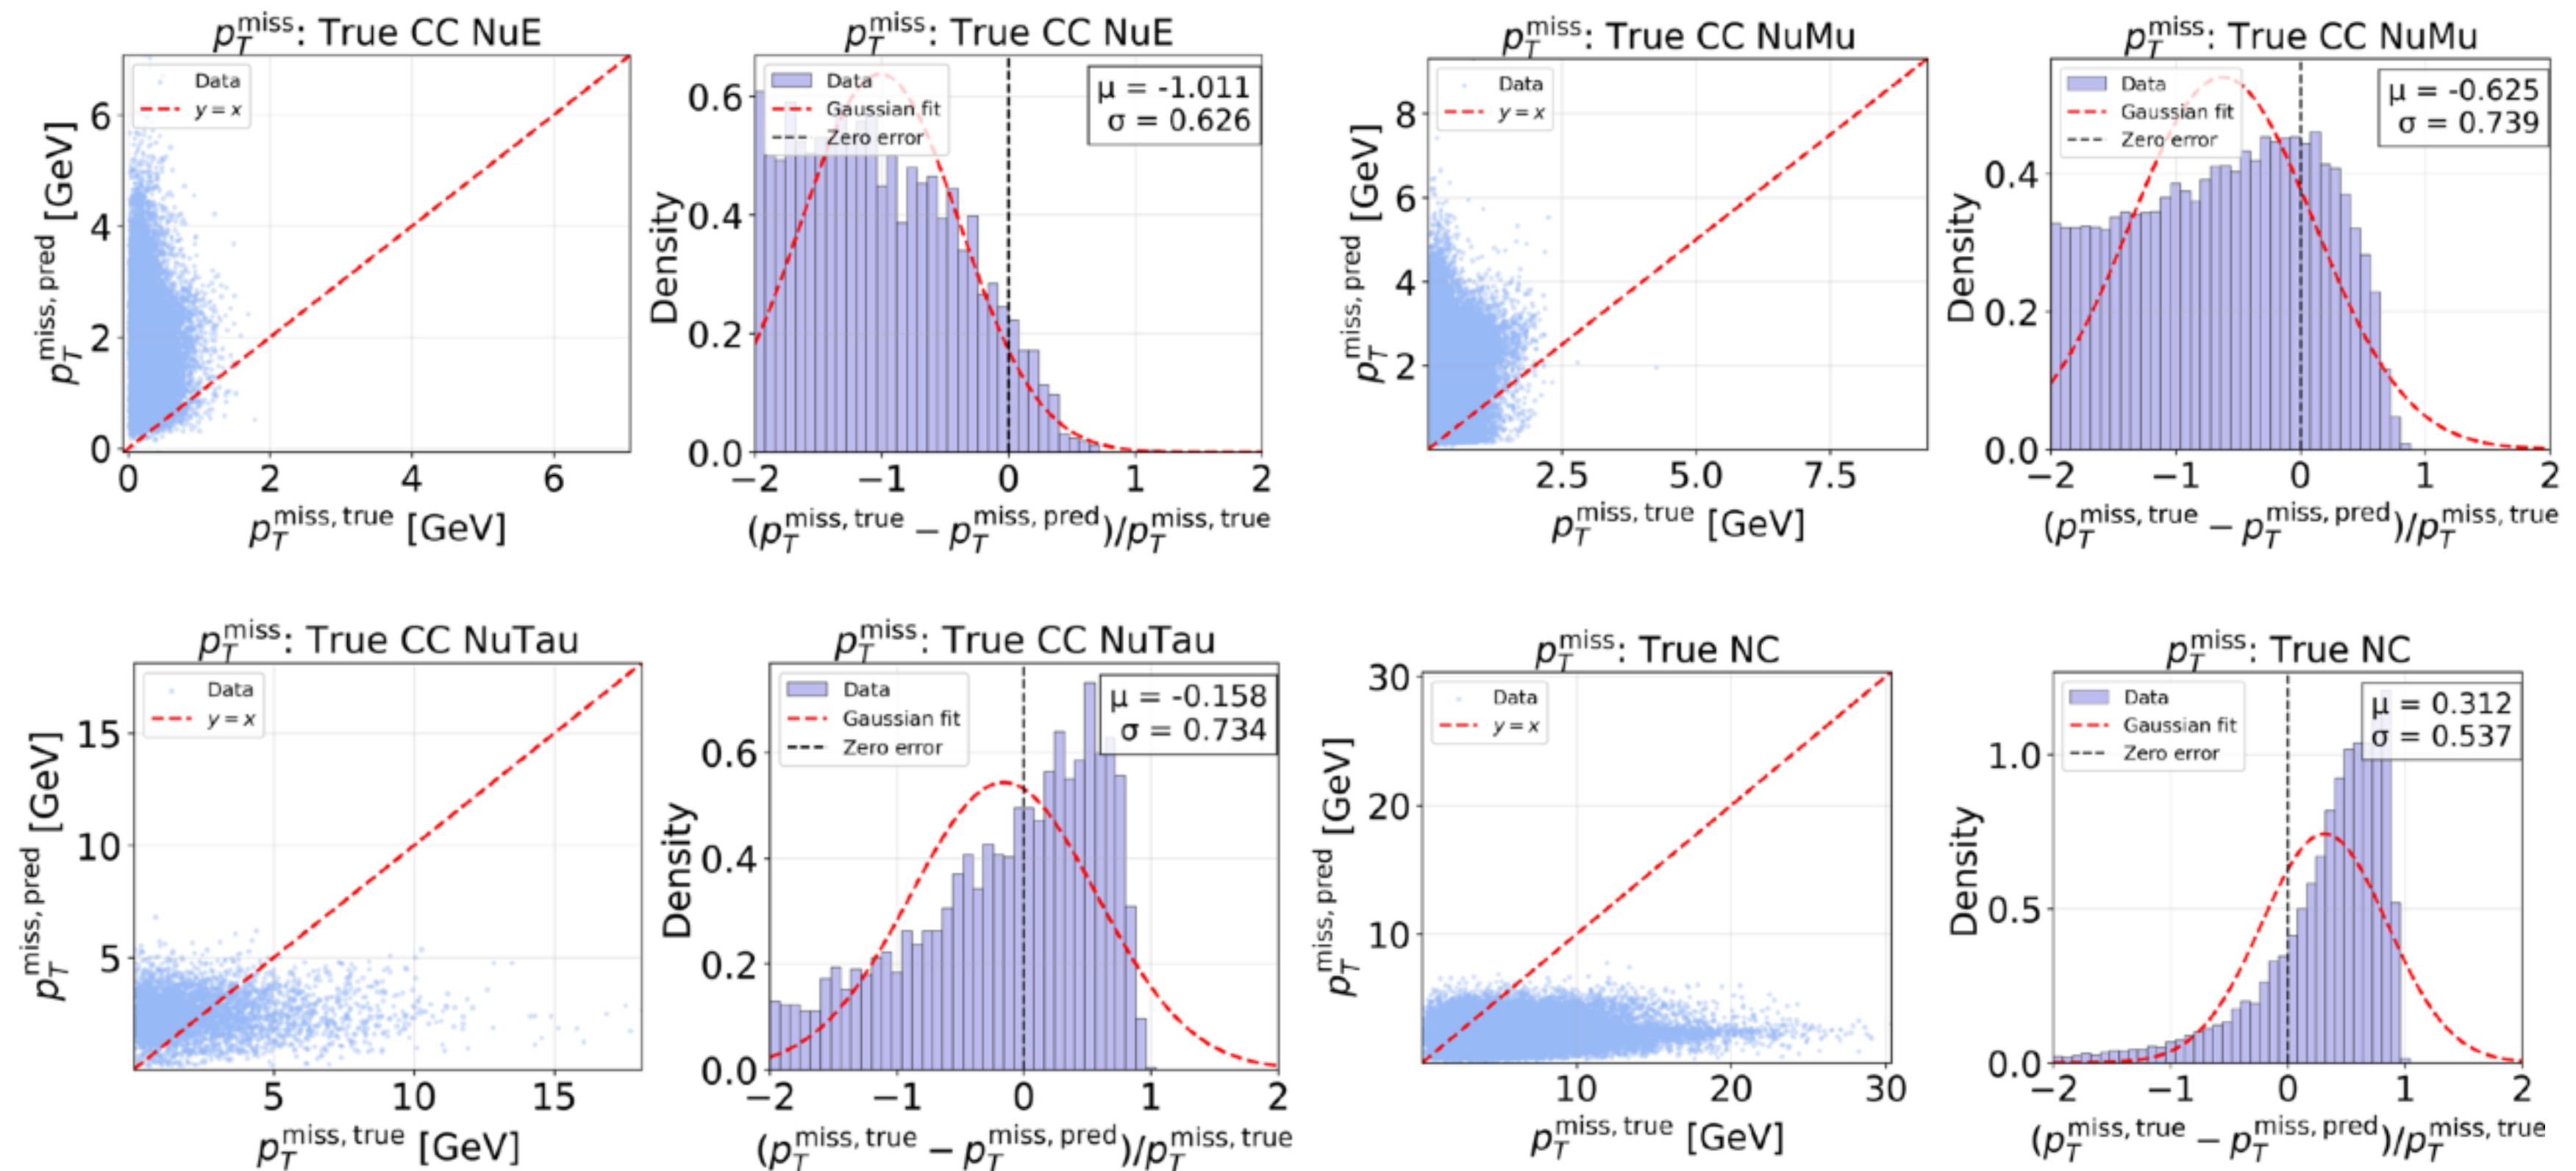 p_T^miss: True CC NuE
Data
y = x
p_T^miss, pred [GeV]
6
4
2
0
0 2 4 6
p_T^miss, true [GeV]
p_T^miss: True CC NuE
Data
Gaussian fit
Zero error
μ = -1.011
σ = 0.626
Density
0.6
0.4
0.2
0.0
−2 −1 0 1 2
(p_T^miss, true − p_T^miss, pred)/p_T^miss, true
p_T^miss: True CC NuMu
Data
y = x
p_T^miss, pred [GeV]
8
6
4
2
2.5 5.0 7.5
p_T^miss, true [GeV]
p_T^miss: True CC NuMu
Data
Gaussian fit
Zero error
μ = -0.625
σ = 0.739
Density
0.4
0.2
0.0
−2 −1 0 1 2
(p_T^miss, true − p_T^miss, pred)/p_T^miss, true
p_T^miss: True CC NuTau
Data
y = x
p_T^miss, pred [GeV]
15
10
5
5 10 15
p_T^miss, true [GeV]
p_T^miss: True CC NuTau
Data
Gaussian fit
Zero error
μ = -0.158
σ = 0.734
Density
0.6
0.4
0.2
0.0
−2 −1 0 1 2
(p_T^miss, true − p_T^miss, pred)/p_T^miss, true
p_T^miss: True NC
Data
y = x
p_T^miss, pred [GeV]
30
20
10
10 20 30
p_T^miss, true [GeV]
p_T^miss: True NC
Data
Gaussian fit
Zero error
μ = 0.312
σ = 0.537
Density
1.0
0.5
0.0
−2 −1 0 1 2
(p_T^miss, true − p_T^miss, pred)/p_T^miss, true